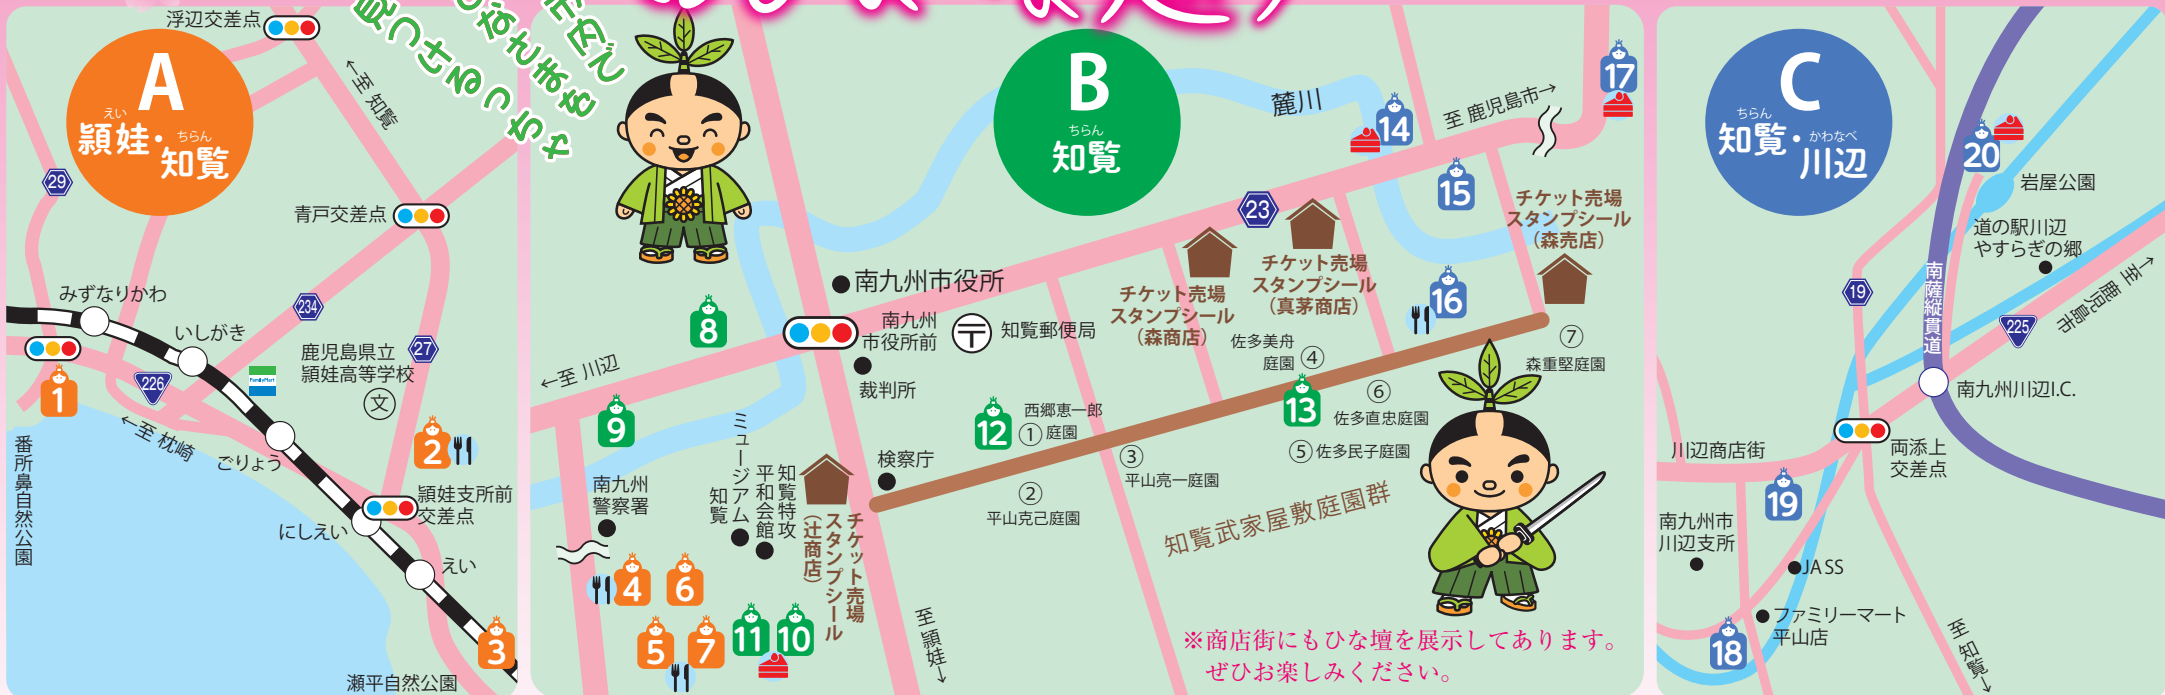 浮辺交差点
A
えい
頴娃・
ちらん
知覧
←至 知覧
29
青戸交差点
みずなりかわ
いしがき
234
鹿児島県立
頴娃高等学校
27
文
1
226
FamilyMart
←至 枕崎
ごりょう
2
番所鼻自然公園
頴娃支所前
交差点
にしえい
えい
3
瀬平自然公園
市内で
ひなさまを
見つけるっちゃ
B
ちらん
知覧
麓川
14
至 鹿児島市→
17
15
23
チケット売場
スタンプシール
（森売店）
チケット売場
スタンプシール
（真茅商店）
チケット売場
スタンプシール
（森商店）
16
南九州市役所
8
南九州
市役所前
知覧郵便局
裁判所
←至 川辺
佐多美舟
庭園 ④
⑦
森重堅庭園
9
12
西郷恵一郎
① 庭園
13
⑥
佐多直忠庭園
⑤ 佐多民子庭園
③
平山亮一庭園
②
平山克己庭園
検察庁
南九州
警察署
ミュージアム
知覧
知覧特攻
平和会館
チケット売場
スタンプシール
（辻商店）
知覧武家屋敷庭園群
4
6
5
7
11
10
至 頴娃→
※商店街にもひな壇を展示してあります。
ぜひお楽しみください。
C
ちらん
知覧・
かわなべ
川辺
20
岩屋公園
道の駅川辺
やすらぎの郷
南薩縦貫道
19
225
←至 鹿児島市
南九州川辺I.C.
川辺商店街
両添上
交差点
19
南九州市
川辺支所
JA SS
ファミリーマート
平山店
18
至 知覧→